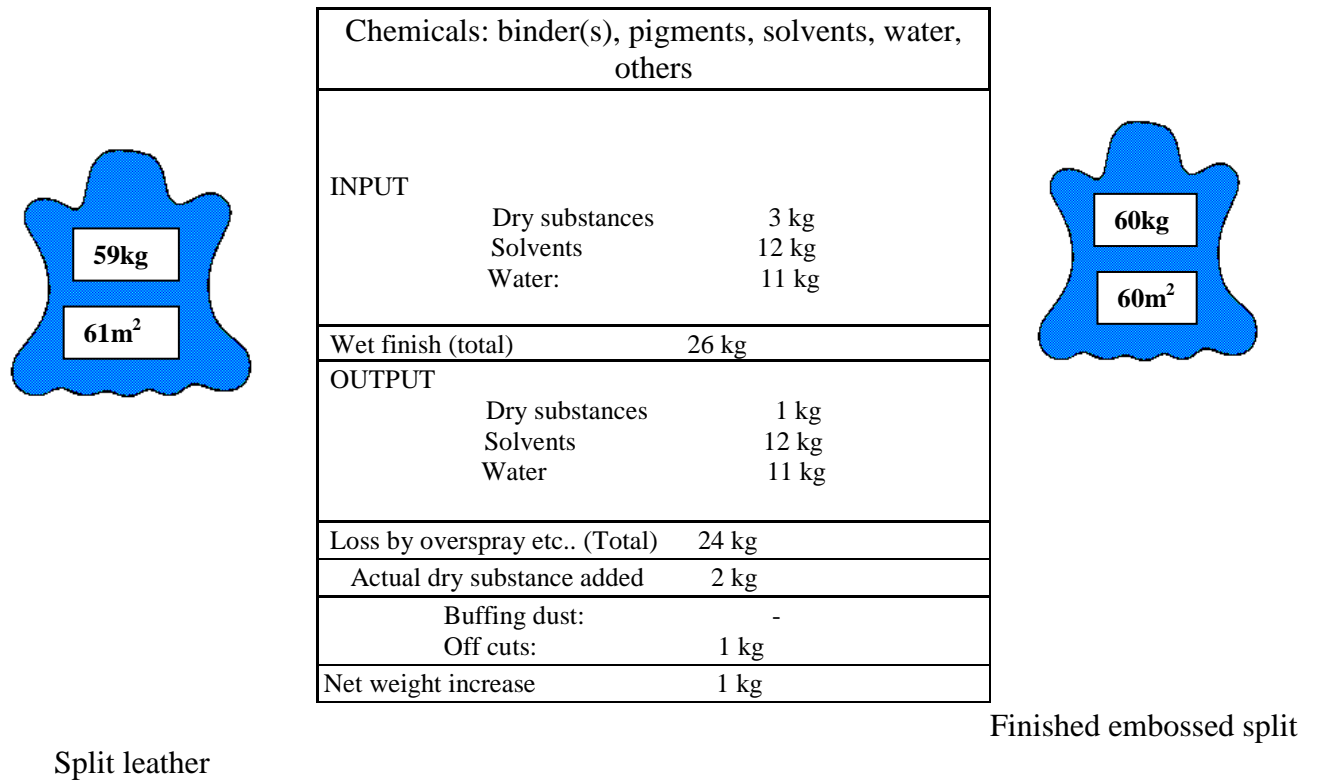 Chemicals: binder(s), pigments, solvents, water,
others
59kg
61m²
INPUT
Dry substances 3 kg
Solvents 12 kg
Water: 11 kg
Wet finish (total) 26 kg
OUTPUT
Dry substances 1 kg
Solvents 12 kg
Water 11 kg
Loss by overspray etc.. (Total) 24 kg
Actual dry substance added 2 kg
Buffing dust: -
Off cuts: 1 kg
Net weight increase 1 kg
60kg
60m²
Finished embossed split
Split leather